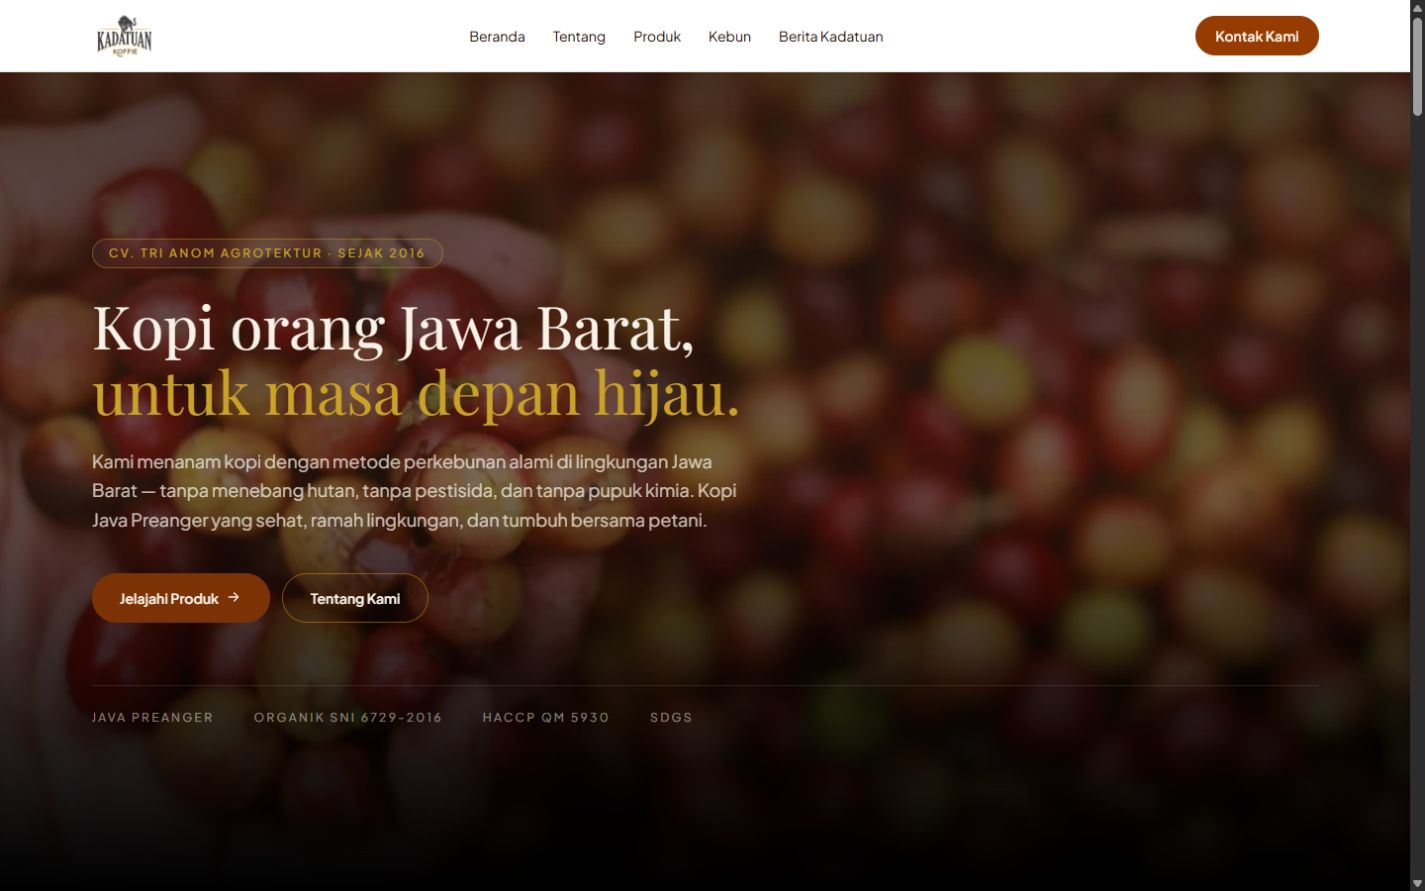 KADATUAN
KOFFIE
Beranda
Tentang
Produk
Kebun
Berita Kadatuan
Kontak Kami
CV. TRI ANOM AGROTEKTUR · SEJAK 2016
Kopi orang Jawa Barat,
untuk masa depan hijau.
Kami menanam kopi dengan metode perkebunan alami di lingkungan Jawa
Barat — tanpa menebang hutan, tanpa pestisida, dan tanpa pupuk kimia. Kopi
Java Preanger yang sehat, ramah lingkungan, dan tumbuh bersama petani.
Jelajahi Produk →
Tentang Kami
JAVA PREANGER
ORGANIK SNI 6729-2016
HACCP QM 5930
SDGS